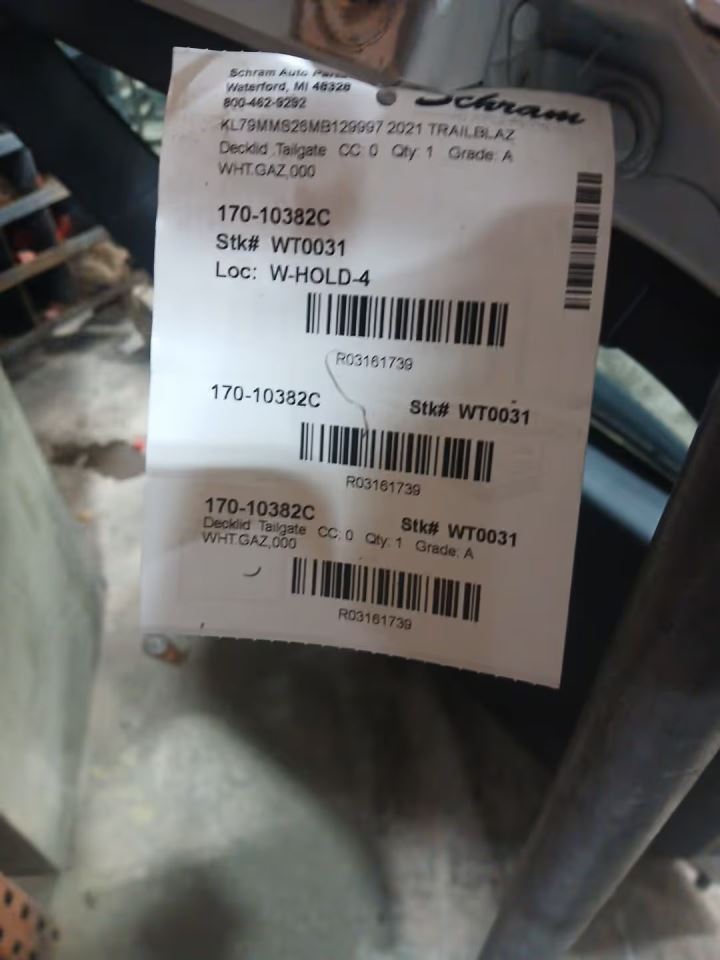 Schram Auto Parts
Schram
Waterford, MI 48328
800-462-9292
KL79MMS26MB129997 2021 TRAILBLAZ
Decklid Tailgate CC: 0 Qty: 1 Grade: A
WHT.GAZ,000
170-10382C
Stk# WT0031
Loc: W-HOLD-4
R03161739
170-10382C Stk# WT0031
R03161739
170-10382C Stk# WT0031
Decklid Tailgate CC: 0 Qty: 1 Grade: A
WHT.GAZ,000
R03161739